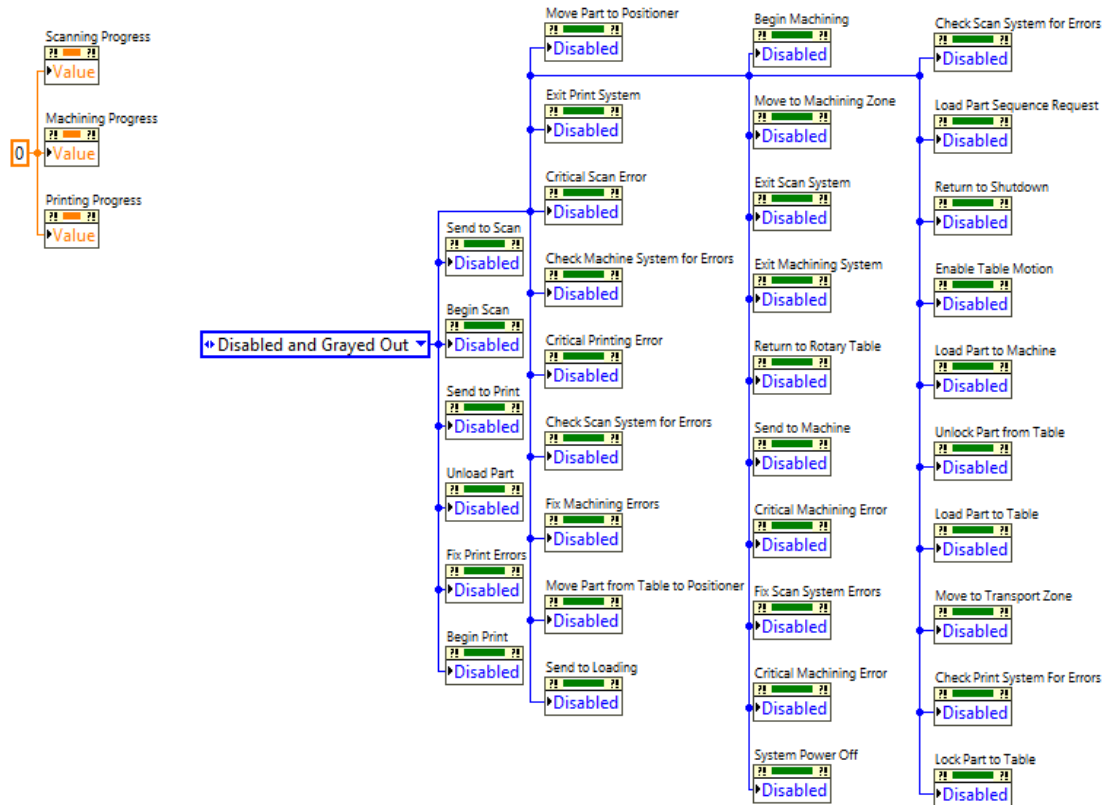 Scanning Progress
?! ?!
Value
Machining Progress
?! ?!
Value
0
Printing Progress
?! ?!
Value
Disabled and Grayed Out
Send to Scan
?! ?!
Disabled
Begin Scan
?! ?!
Disabled
Send to Print
?! ?!
Disabled
Unload Part
?! ?!
Disabled
Fix Print Errors
?! ?!
Disabled
Begin Print
?! ?!
Disabled
Move Part to Positioner
?! ?!
Disabled
Exit Print System
?! ?!
Disabled
Critical Scan Error
?! ?!
Disabled
Check Machine System for Errors
?! ?!
Disabled
Critical Printing Error
?! ?!
Disabled
Check Scan System for Errors
?! ?!
Disabled
Fix Machining Errors
?! ?!
Disabled
Move Part from Table to Positioner
?! ?!
Disabled
Send to Loading
?! ?!
Disabled
Begin Machining
?! ?!
Disabled
Move to Machining Zone
?! ?!
Disabled
Exit Scan System
?! ?!
Disabled
Exit Machining System
?! ?!
Disabled
Return to Rotary Table
?! ?!
Disabled
Send to Machine
?! ?!
Disabled
Critical Machining Error
?! ?!
Disabled
Fix Scan System Errors
?! ?!
Disabled
Critical Machining Error
?! ?!
Disabled
System Power Off
?! ?!
Disabled
Check Scan System for Errors
?! ?!
Disabled
Load Part Sequence Request
?! ?!
Disabled
Return to Shutdown
?! ?!
Disabled
Enable Table Motion
?! ?!
Disabled
Load Part to Machine
?! ?!
Disabled
Unlock Part from Table
?! ?!
Disabled
Load Part to Table
?! ?!
Disabled
Move to Transport Zone
?! ?!
Disabled
Check Print System For Errors
?! ?!
Disabled
Lock Part to Table
?! ?!
Disabled